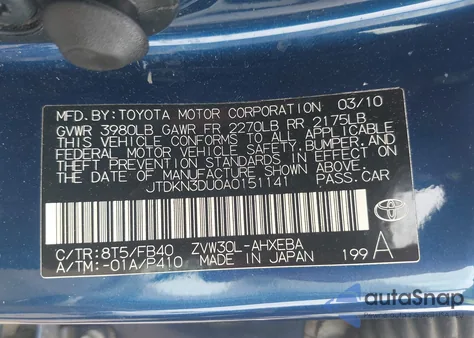 MFD.BY: TOYOTA MOTOR CORPORATION 03/10
GVWR 3980LB GAWR FR 2270LB RR 2175LB
THIS VEHICLE CONFORMS TO ALL APPLICABLE
FEDERAL MOTOR VEHICLE SAFETY, BUMPER, AND
THEFT PREVENTION STANDARDS IN EFFECT ON
THE DATE OF MANUFACTURE SHOWN ABOVE.
JTDKN3DU0A0151141 PASS.CAR
C/TR: 8T5/FB40 ZVW30L-AHXEBA
A/TM: -01A/P410 MADE IN JAPAN 199 A
TOYOTA
autoSnap